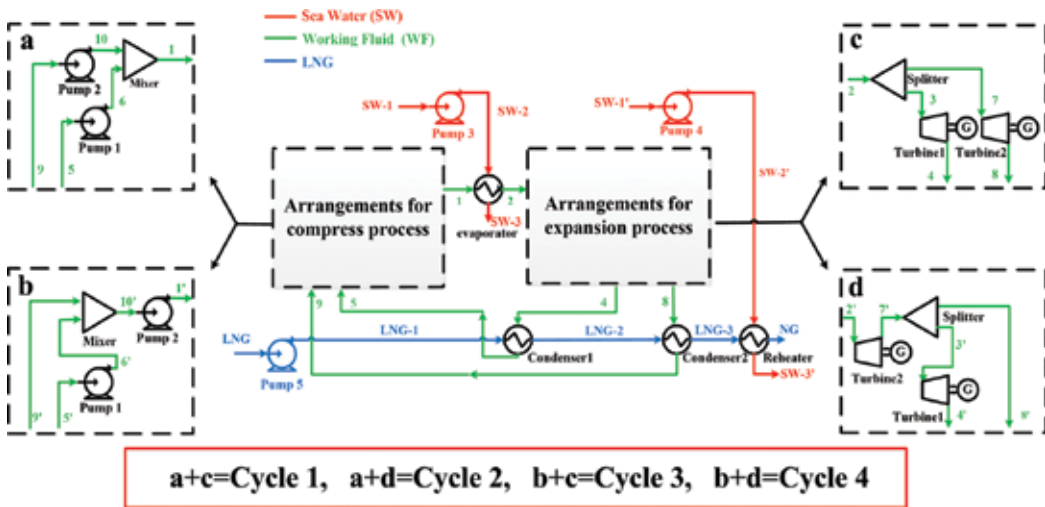 a
10
1
Mixer
Pump 2
6
Pump 1
9
5
Sea Water (SW)
Working Fluid (WF)
LNG
SW-1
SW-2
Pump 3
SW-1'
Pump 4
SW-2'
c
2
Splitter
3
7
G
G
Turbine1
Turbine2
4
8
Arrangements for
compress process
1
2
SW-3
evaporator
Arrangements for
expansion process
b
1'
10'
Mixer
Pump 2
6'
Pump 1
9'
5'
9
5
4
8
LNG
LNG-1
LNG-2
LNG-3
NG
Pump 5
Condenser1
Condenser2
Reheater
SW-3'
d
2'
7'
Splitter
G
Turbine2
3'
G
Turbine1
4'
8'
a+c=Cycle 1, a+d=Cycle 2, b+c=Cycle 3, b+d=Cycle 4